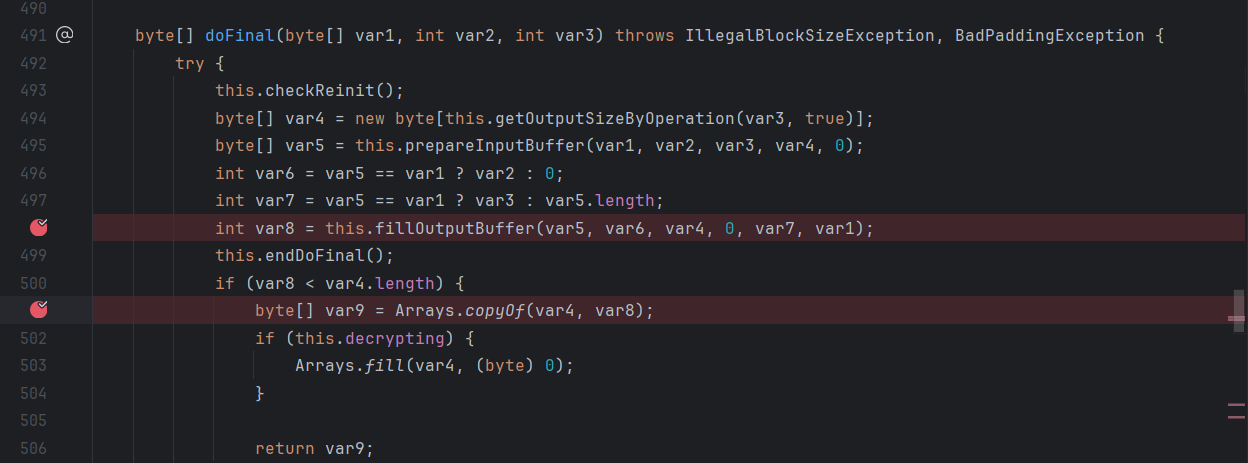 490
491 @ byte[] doFinal(byte[] var1, int var2, int var3) throws IllegalBlockSizeException, BadPaddingException {
492 try {
493 this.checkReinit();
494 byte[] var4 = new byte[this.getOutputSizeByOperation(var3, true)];
495 byte[] var5 = this.prepareInputBuffer(var1, var2, var3, var4, 0);
496 int var6 = var5 == var1 ? var2 : 0;
497 int var7 = var5 == var1 ? var3 : var5.length;
int var8 = this.fillOutputBuffer(var5, var6, var4, 0, var7, var1);
499 this.endDoFinal();
500 if (var8 < var4.length) {
byte[] var9 = Arrays.copyOf(var4, var8);
502 if (this.decrypting) {
503 Arrays.fill(var4, (byte) 0);
504 }
505
506 return var9;